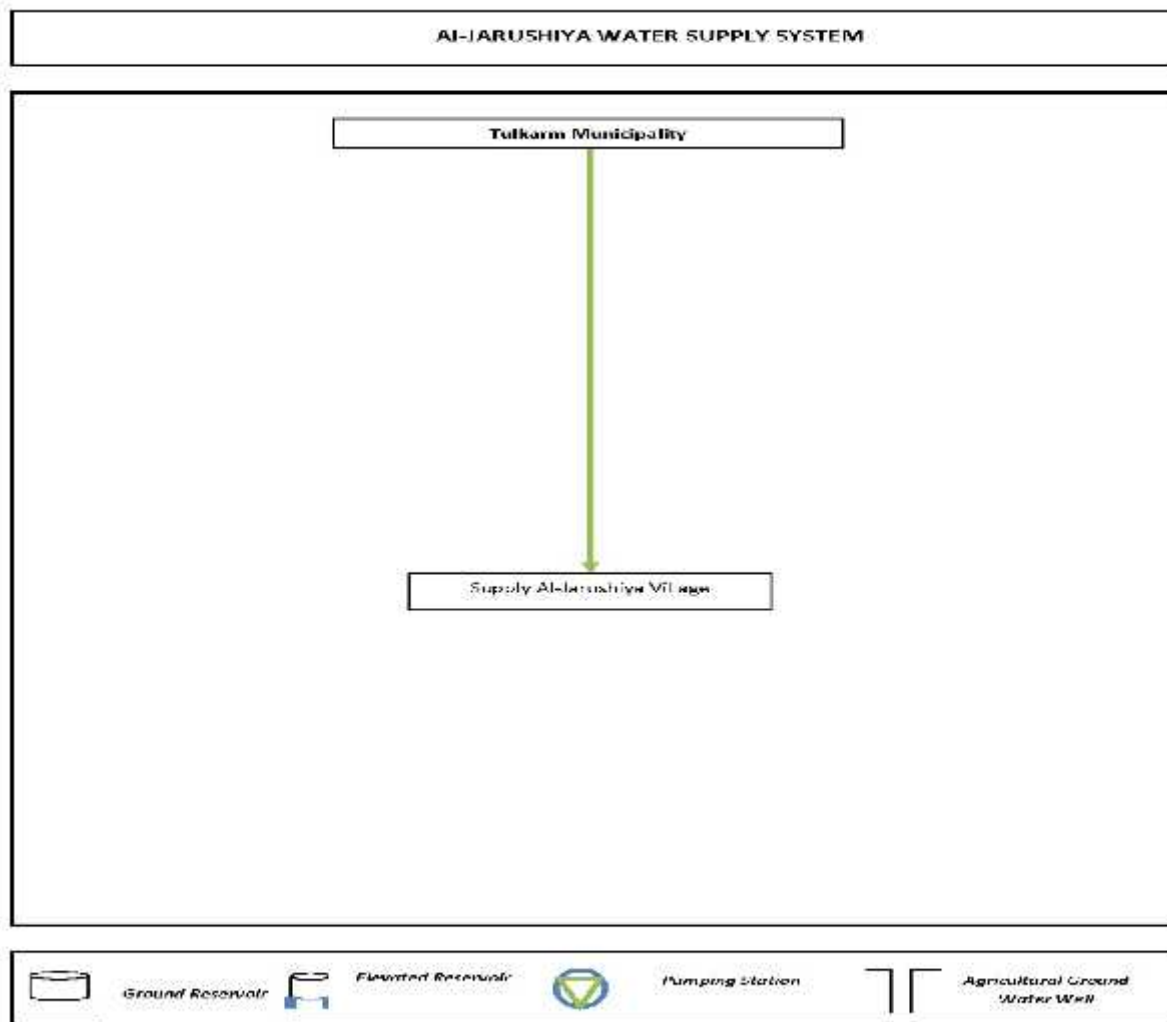 Al-JARUSHIYA WATER SUPPLY SYSTEM
Tulkarm Municipality
Supply Al-Jarushiya Village
Ground Reservoir
Elevated Reservoir
Pumping Station
Agricultural Ground
Water Well